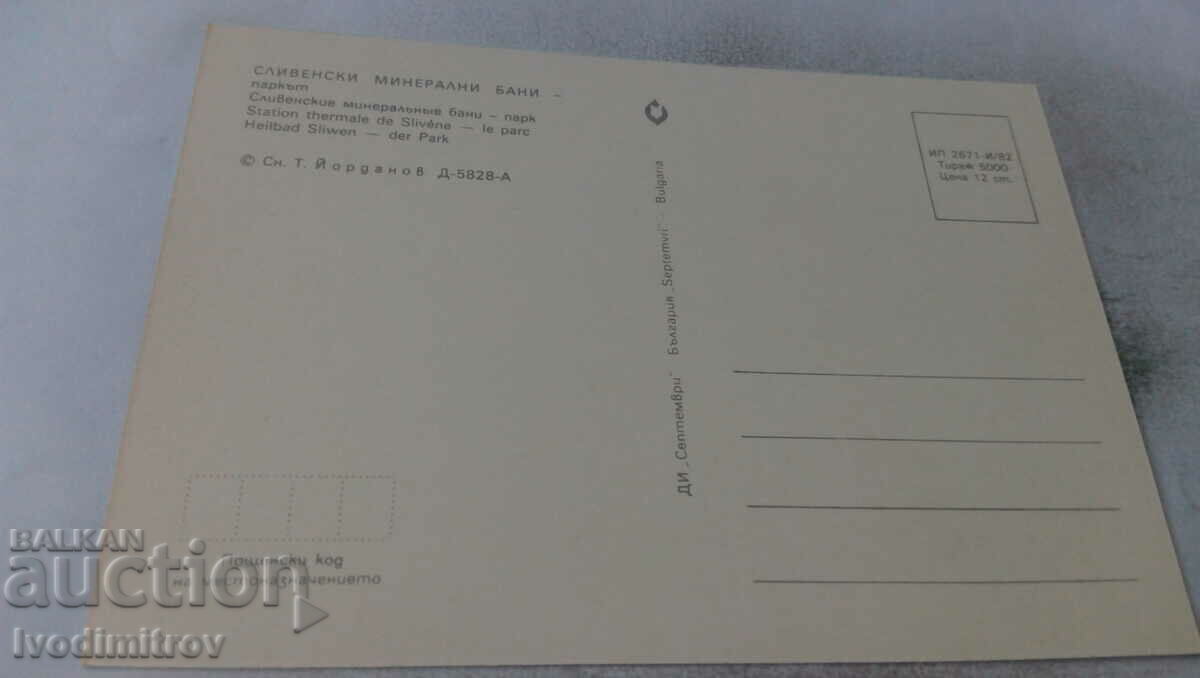 СЛИВЕНСКИ МИНЕРАЛНИ БАНИ –
паркът
Сливенские минеральные бани – парк
Station thermale de Slivène — le parc
Heilbad Sliwen — der Park
© Сн. Т. Йорданов Д-5828-А
ИП 2671-И/82
Тираж 5000
Цена 12 ст.
ДИ „Септември" България „Septemvri" - Bulgaria
Пощенски код
на местоназначението
BALKAN
auction
Ivodimitrov